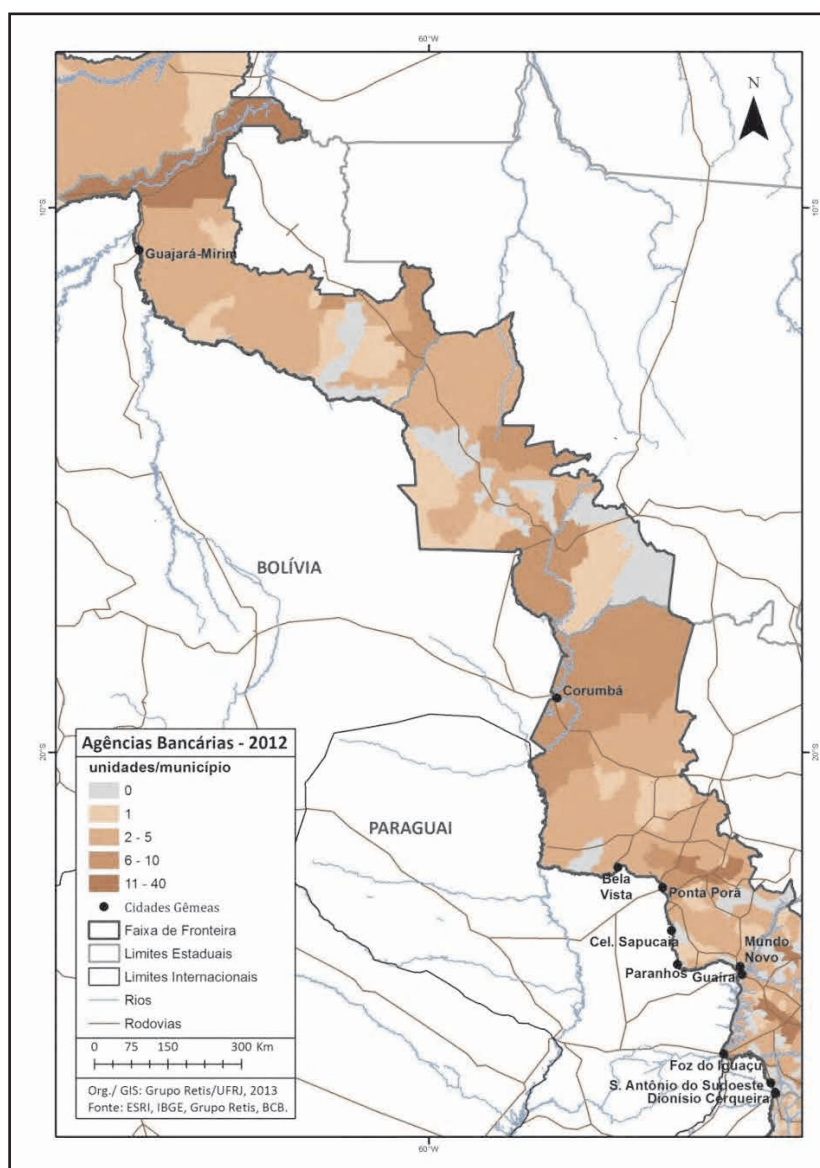 60°W
N
10°S
10°S
Guajará-Mirim
BOLÍVIA
Corumbá
Agências Bancárias - 2012
unidades/município
0
1
2 - 5
6 - 10
11 - 40
Cidades Gêmeas
Faixa de Fronteira
Limites Estaduais
Limites Internacionais
Rios
Rodovias
0 75 150 300 Km
Org./ GIS: Grupo Retis/UFRJ, 2013
Fonte: ESRI, IBGE, Grupo Retis, BCB.
20°S
20°S
PARAGUAI
Bela
Vista
Ponta Porã
Cel. Sapucaia
Mundo
Novo
Paranhos
Guaíra
Foz do Iguaçu
S. Antônio do Sudoeste
Dionísio Cerqueira
60°W